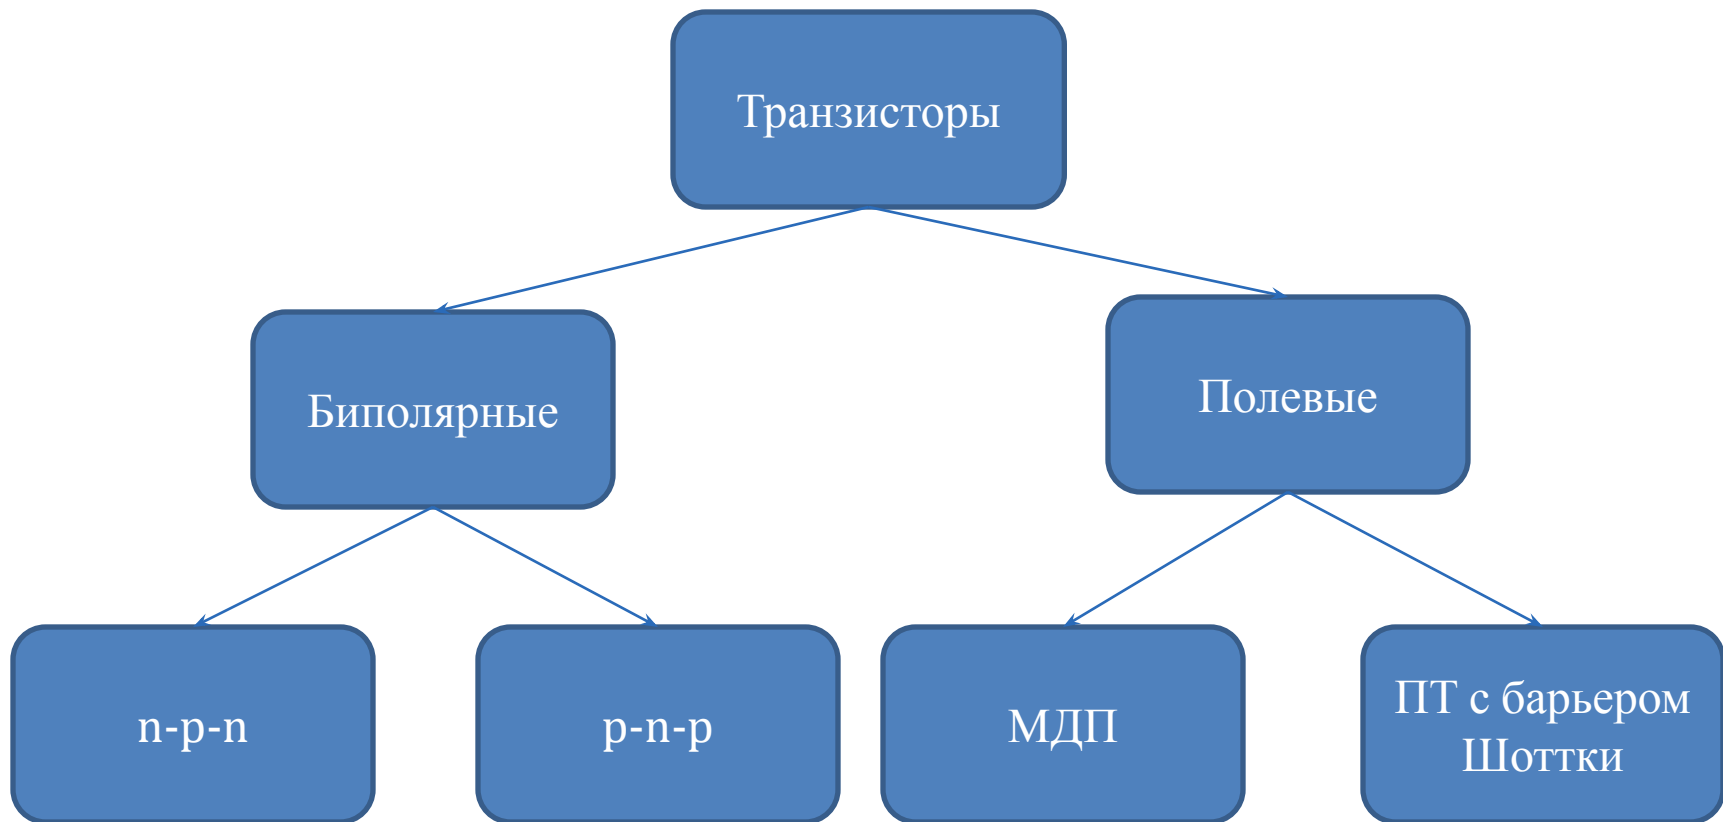 Транзисторы
Биполярные
Полевые
n-p-n
p-n-p
МДП
ПТ с барьером
Шоттки